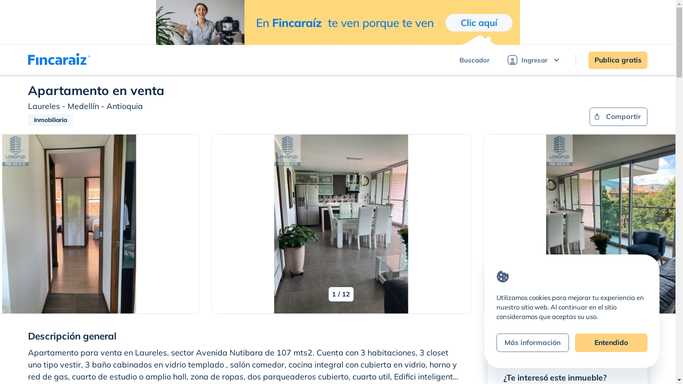 En Fincaraíz te ven porque te ven
Clic aquí
Fincaraiz
Buscador
Ingresar
Publica gratis
Apartamento en venta
Laureles - Medellín - Antioquia
Inmobiliaria
Compartir
1 / 12
Descripción general
Apartamento para venta en Laureles, sector Avenida Nutibara de 107 mts2. Cuenta con 3 habitaciones, 3 closet
uno tipo vestir, 3 baño cabinados en vidrio templado , salón comedor, cocina integral con cubierta en vidrio, horno y
red de gas, cuarto de estudio o amplio hall, zona de ropas, dos parqueaderos cubierto, cuarto util, Edifici inteligent...
Utilizamos cookies para mejorar tu experiencia en
nuestro sitio web. Al continuar en el sitio
consideramos que aceptas su uso.
Más información
Entendido
¿Te interesó este inmueble?